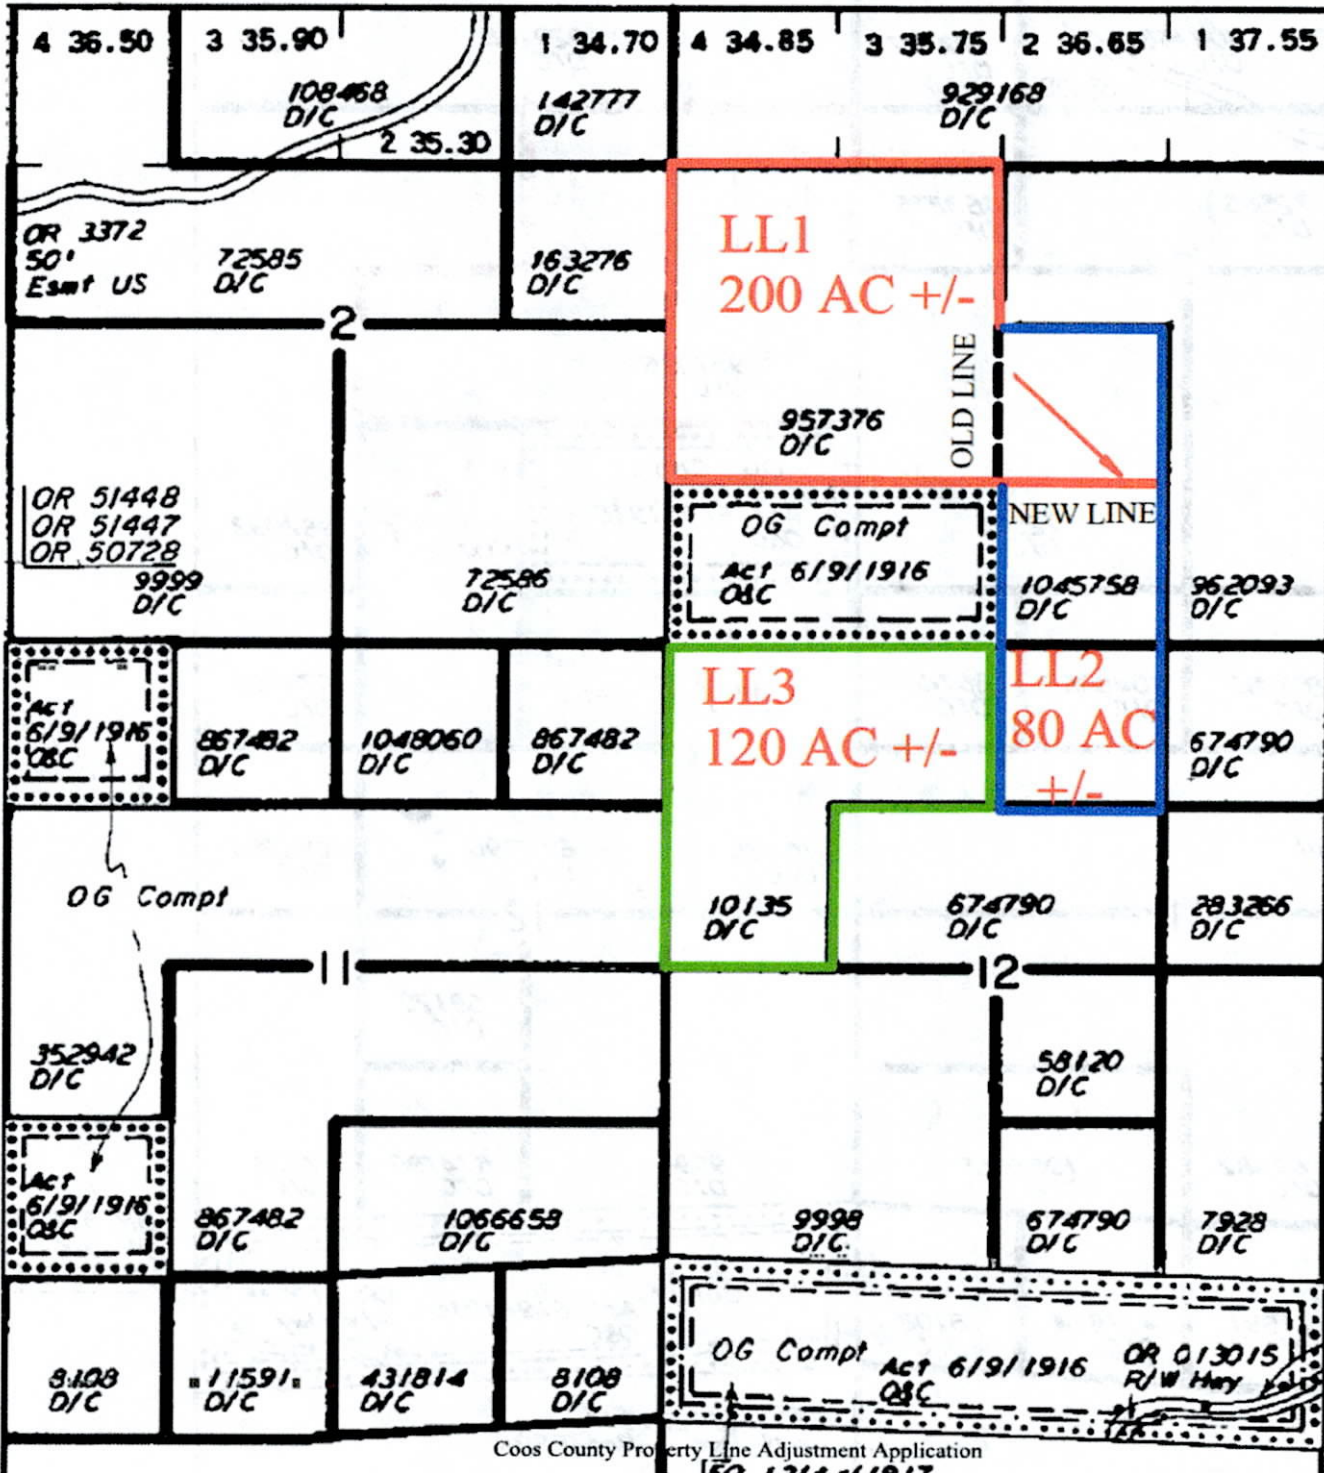 4 36.50
3 35.90
1 34.70
4 34.85
3 35.75
2 36.65
1 37.55
108468
D/C
2 35.30
142777
D/C
929168
D/C
OR 3372
50'
Esmt US
72585
D/C
163276
D/C
LL1
200 AC +/-
2
OLD LINE
957376
D/C
OR 51448
OR 51447
OR 50728
9999
D/C
72586
D/C
OG Compt
Act 6/9/1916
O&C
NEW LINE
1045758
D/C
962093
D/C
Act
6/9/1916
O&C
867482
D/C
1048060
D/C
867482
D/C
LL3
120 AC +/-
LL2
80 AC
+/-
674790
D/C
OG Compt
10135
D/C
674790
D/C
283266
D/C
11
12
352942
D/C
58120
D/C
Act
6/9/1916
O&C
867482
D/C
1066658
D/C
9998
D/C
674790
D/C
7928
D/C
8108
D/C
11591
D/C
431814
D/C
8108
D/C
OG Compt
Act 6/9/1916
O&C
OR 013015
R/W Hwy
Coos County Property Line Adjustment Application